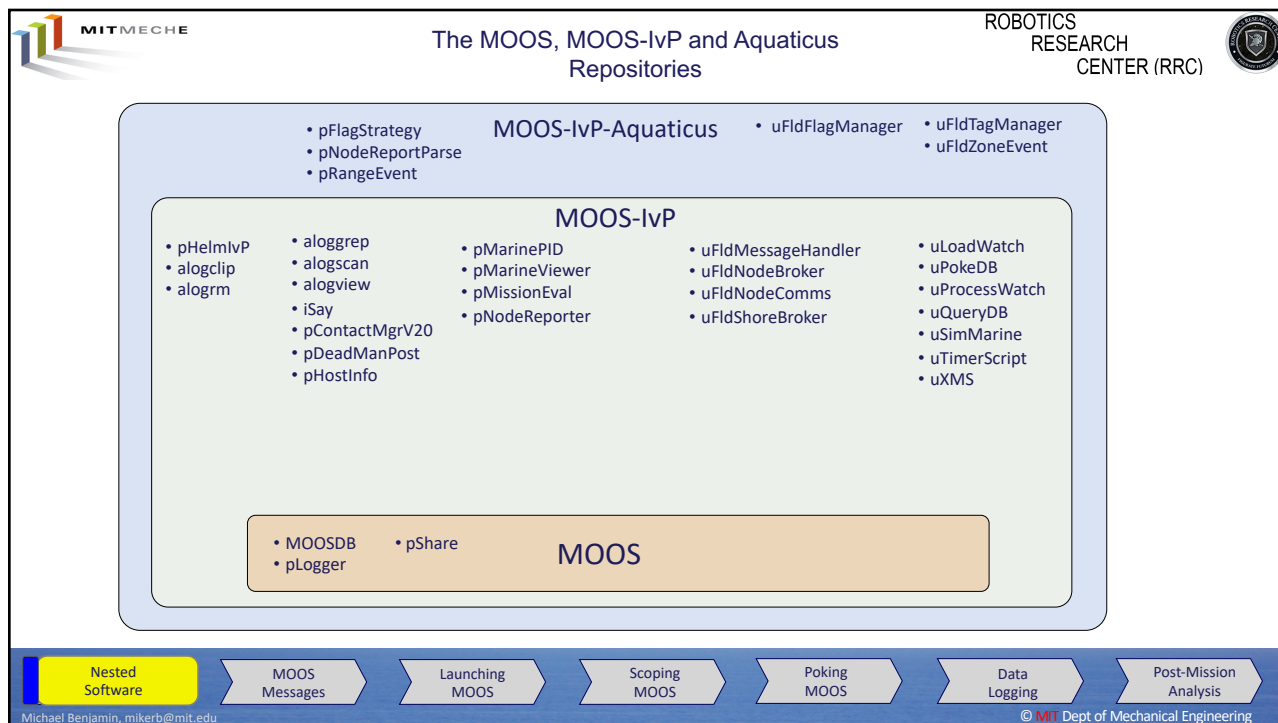 MITMECHE
The MOOS, MOOS-IvP and Aquaticus
Repositories
ROBOTICS
RESEARCH
CENTER (RRC)
MOOS-IvP-Aquaticus
• pFlagStrategy
• pNodeReportParse
• pRangeEvent
• uFldFlagManager
• uFldTagManager
• uFldZoneEvent
MOOS-IvP
• pHelmIvP
• alogclip
• alogrm
• aloggrep
• alogscan
• alogview
• iSay
• pContactMgrV20
• pDeadManPost
• pHostInfo
• pMarinePID
• pMarineViewer
• pMissionEval
• pNodeReporter
• uFldMessageHandler
• uFldNodeBroker
• uFldNodeComms
• uFldShoreBroker
• uLoadWatch
• uPokeDB
• uProcessWatch
• uQueryDB
• uSimMarine
• uTimerScript
• uXMS
• MOOSDB
• pLogger
• pShare
MOOS
Nested
Software
MOOS
Messages
Launching
MOOS
Scoping
MOOS
Poking
MOOS
Data
Logging
Post-Mission
Analysis
Michael Benjamin, mikerb@mit.edu
© MIT Dept of Mechanical Engineering